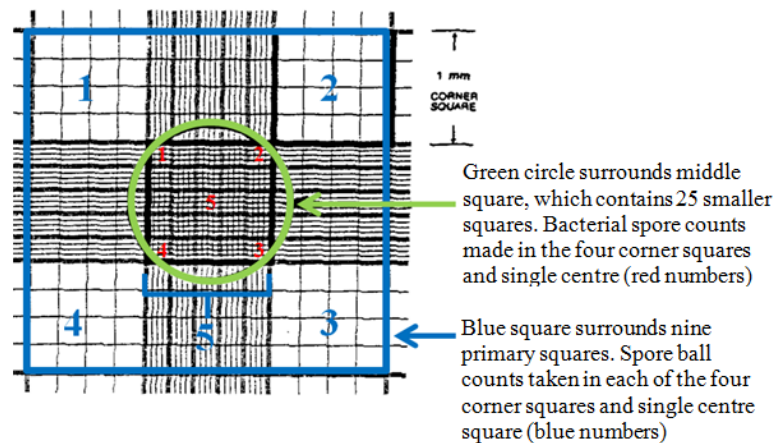 1
2
1 mm
CORNER
SQUARE
1
2
5
4
3
Green circle surrounds middle
square, which contains 25 smaller
squares. Bacterial spore counts
made in the four corner squares
and single centre (red numbers)
4
5
3
Blue square surrounds nine
primary squares. Spore ball
counts taken in each of the four
corner squares and single centre
square (blue numbers)